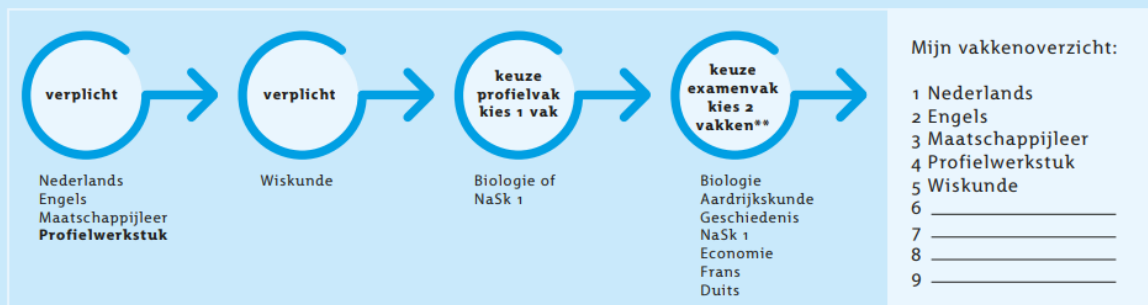 verplicht
Nederlands
Engels
Maatschappijleer
Profielwerkstuk
verplicht
Wiskunde
keuze
profielvak
kies 1 vak
Biologie of
NaSk 1
keuze
examenvak
kies 2
vakken**
Biologie
Aardrijkskunde
Geschiedenis
NaSk 1
Economie
Frans
Duits
Mijn vakkenoverzicht:
1 Nederlands
2 Engels
3 Maatschappijleer
4 Profielwerkstuk
5 Wiskunde
6
7
8
9